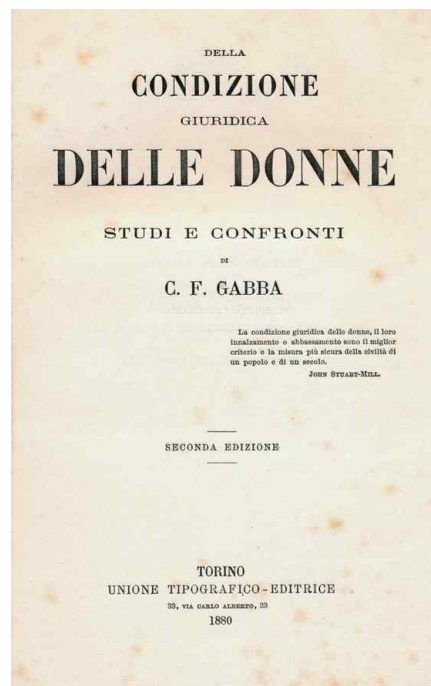 DELLA
CONDIZIONE
GIURIDICA
DELLE DONNE
STUDI E CONFRONTI
DI
C. F. GABBA
La condizione giuridica delle donne, il loro
innalzamento o abbassamento sono il miglior
criterio e la misura più sicura della civiltà di
un popolo e di un secolo.
JOHN STUART-MILL.
SECONDA EDIZIONE
TORINO
UNIONE TIPOGRAFICO-EDITRICE
33, VIA CARLO ALBERTO, 33
1880